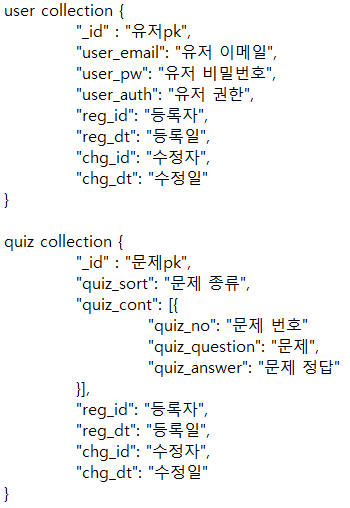 user collection {
"_id" : "유저pk",
"user_email": "유저 이메일",
"user_pw": "유저 비밀번호",
"user_auth": "유저 권한",
"reg_id": "등록자",
"reg_dt": "등록일",
"chg_id": "수정자",
"chg_dt": "수정일"
}
quiz collection {
"_id" : "문제pk",
"quiz_sort": "문제 종류",
"quiz_cont": [{
"quiz_no": "문제 번호"
"quiz_question": "문제",
"quiz_answer": "문제 정답"
}],
"reg_id": "등록자",
"reg_dt": "등록일",
"chg_id": "수정자",
"chg_dt": "수정일"
}